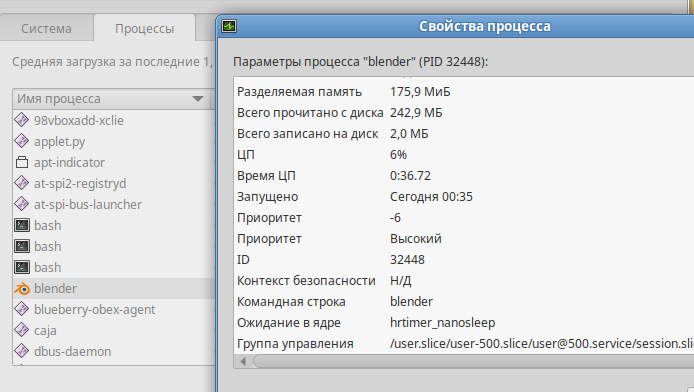 Система
Процессы
Средняя загрузка за последние 1,
Имя процесса
98vboxadd-xclie
applet.py
apt-indicator
at-spi2-registryd
at-spi-bus-launcher
bash
bash
bash
blender
blueberry-obex-agent
caja
dbus-daemon
Свойства процесса
Параметры процесса "blender" (PID 32448):
Разделяемая память 175,9 МиБ
Всего прочитано с диска 242,9 МБ
Всего записано на диск 2,0 МБ
ЦП 6%
Время ЦП 0:36.72
Запущено Сегодня 00:35
Приоритет -6
Приоритет Высокий
ID 32448
Контекст безопасности Н/Д
Командная строка blender
Ожидание в ядре hrtimer_nanosleep
Группа управления /user.slice/user-500.slice/user@500.service/session.slic